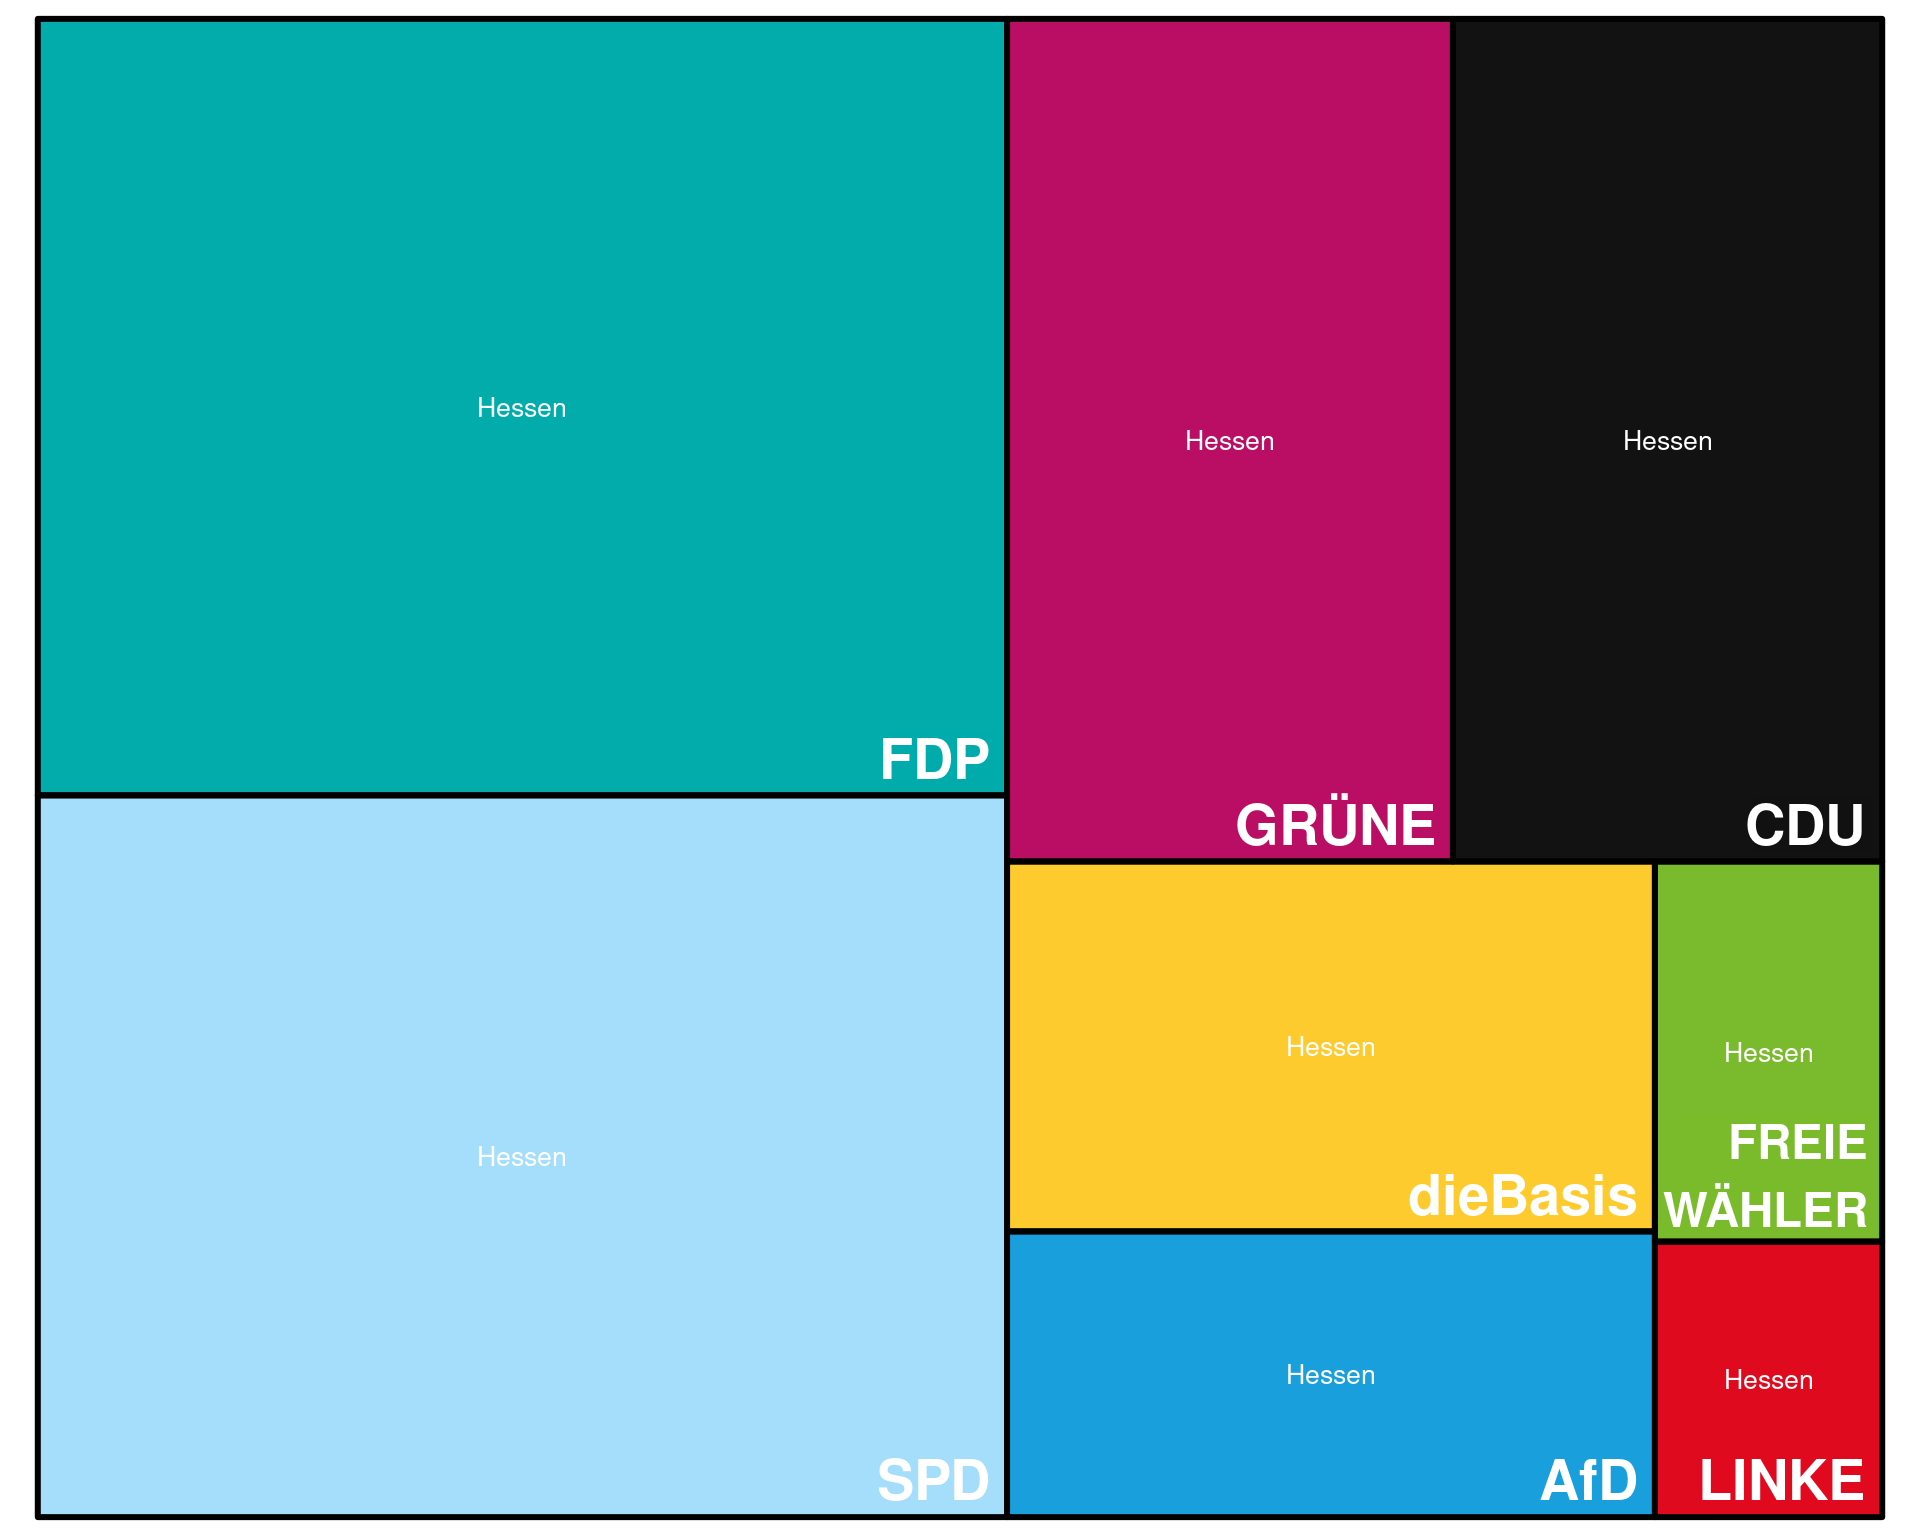 Hessen
FDP
Hessen
SPD
Hessen
GRÜNE
Hessen
CDU
Hessen
dieBasis
Hessen
FREIE
WÄHLER
Hessen
AfD
Hessen
LINKE